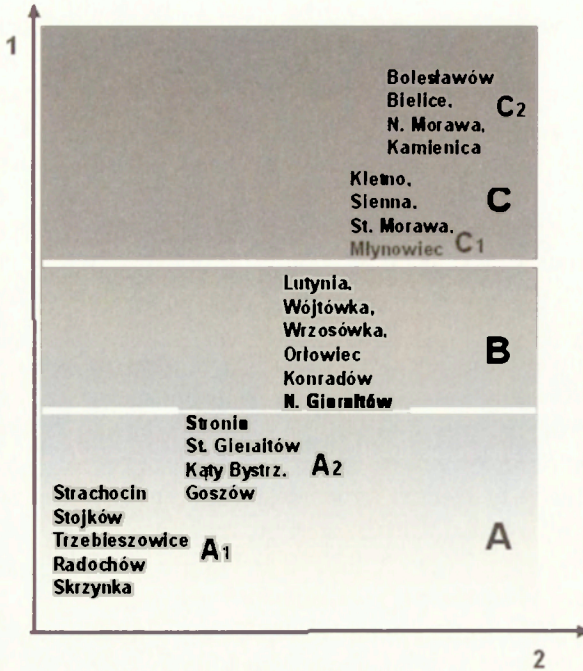 1
Bolesławów
Bielice,
N. Morawa,
Kamienica
C2
Kletno,
Sienna,
St. Morawa,
Młynowiec
C1
C
Lutynia,
Wójtówka,
Wrzosówka,
Orłowiec
Konradów
N. Gierałtów
B
Stronie
St. Gierałtów
Kąty Bystrz.
Goszów
A2
Strachocin
Stojków
Trzebieszowice
Radochów
Skrzynka
A1
A
2